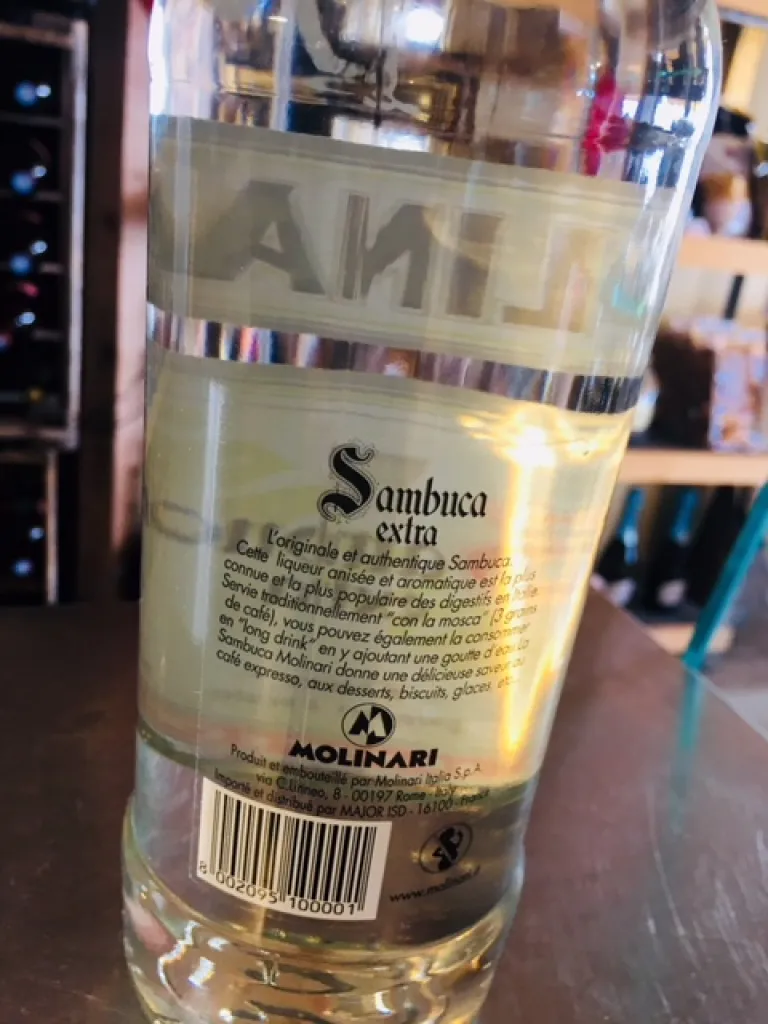 LINA
Sambuca
extra
L'originale et authentique Sambuca.
Cette liqueur anisée et aromatique est la plus
connue et la plus populaire des digestifs en Italie.
Servie traditionnellement "con la mosca" (3 grains
de café), vous pouvez également la consommer
en "long drink" en y ajoutant une goutte d'eau. La
Sambuca Molinari donne une délicieuse saveur au
café expresso, aux desserts, biscuits, glaces, etc.
MOLINARI
Produit et embouteillé par Molinari Italia S.p.A.
via C. Litineo, 8 - 00197 Rome - Italy
Importé et distribué par MAJOR ISD - 16100 - France
8 002095 100001
www.molinari.it